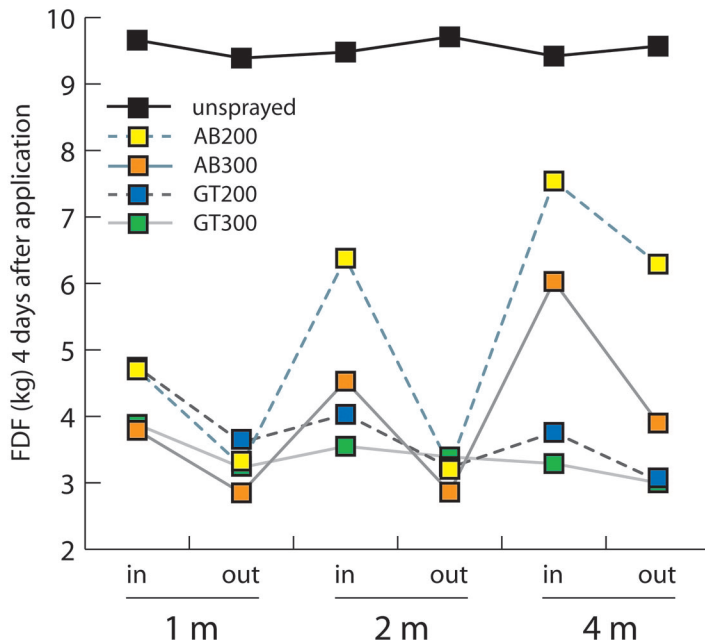 10
9
8
7
6
5
4
3
2
FDF (kg) 4 days after application
unsprayed
AB200
AB300
GT200
GT300
in out in out in out
1 m 2 m 4 m